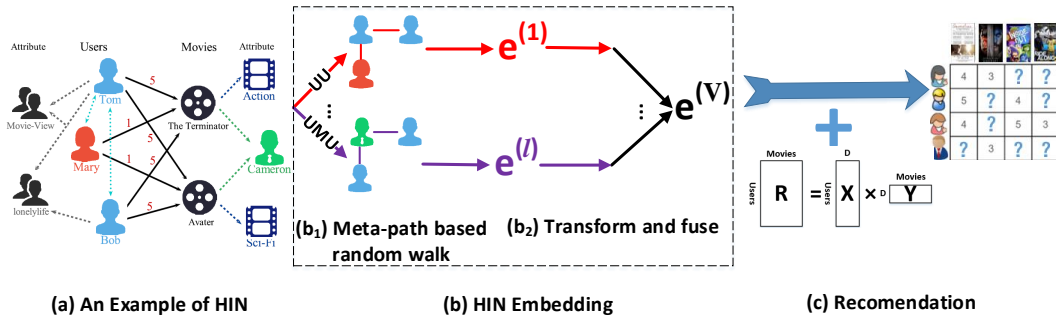 Attribute
Users
Movies
Attribute
Tom
Movie-View
Mary
lonelylife
Bob
5
1
5
1
5
5
The Terminator
Avater
Action
Cameron
Sci-Fi
(a) An Example of HIN
UU
...
UMU
e(1)
e(l)
...
e(V)
(b1) Meta-path based
random walk
(b2) Transform and fuse
(b) HIN Embedding
4 3 ? ?
5 ? 4 ?
4 ? 5 3
? 3 ? ?
+
Movies
Users
R
=
D
Users
X
×
D
Movies
Y
(c) Recomendation